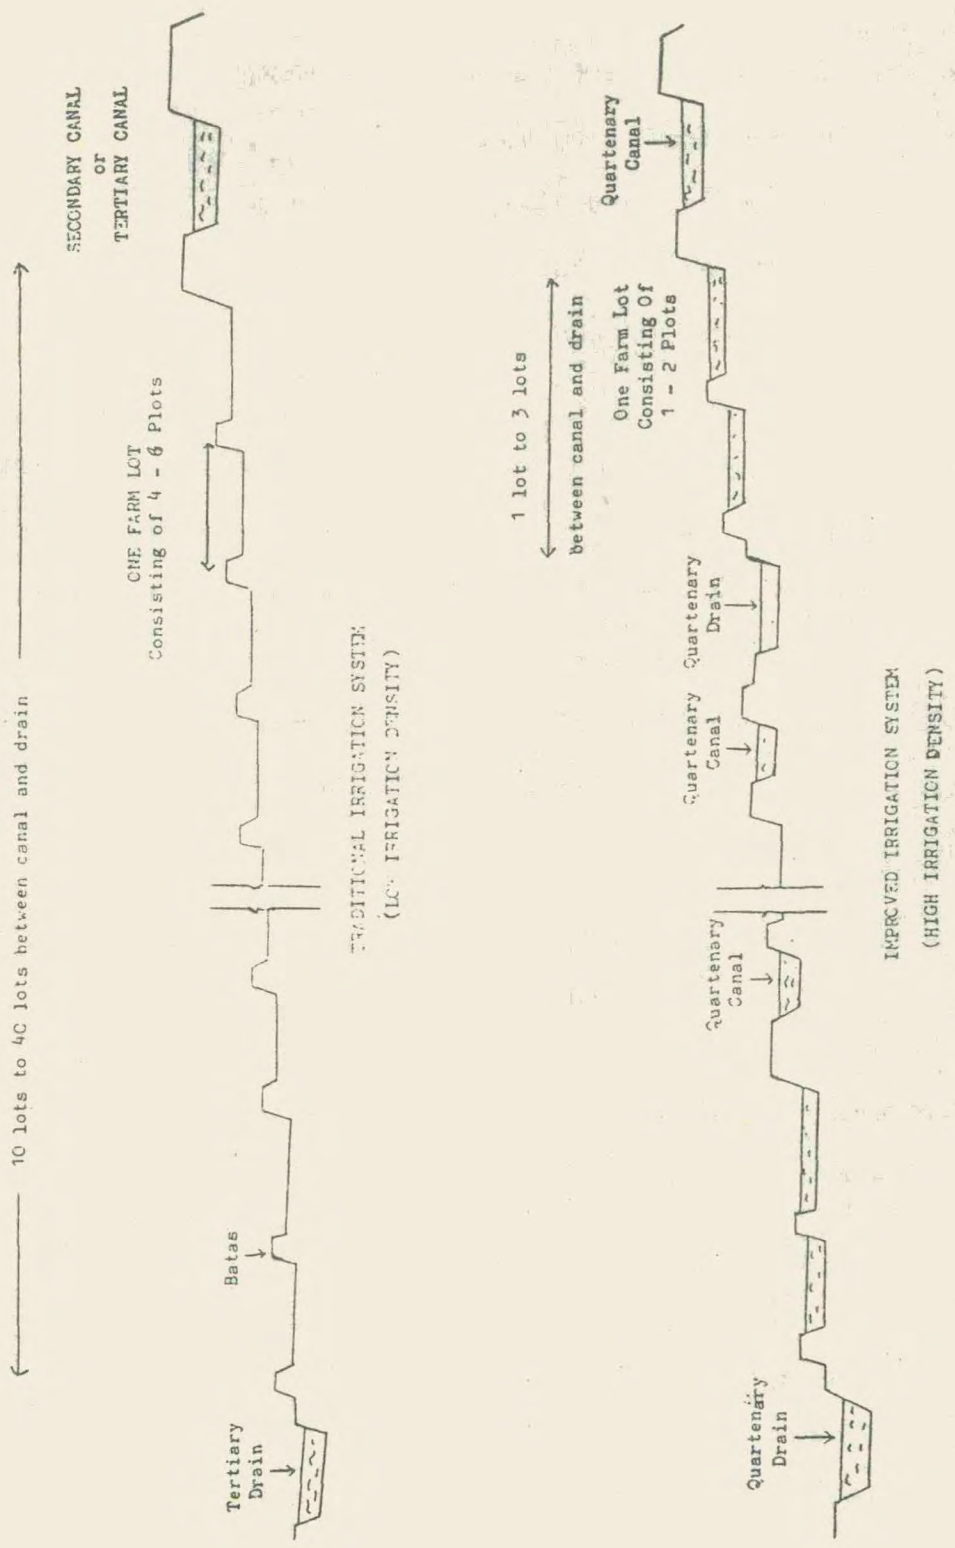 10 lots to 40 lots between canal and drain
SECONDARY CANAL
or
TERTIARY CANAL
ONE FARM LOT
Consisting of 4 - 6 Plots
Batas
Tertiary
Drain
TRADITIONAL IRRIGATION SYSTEM
(LOW IRRIGATION DENSITY)
1 lot to 3 lots
between canal and drain
One Farm Lot
Consisting Of
1 - 2 Plots
Quartenary
Canal
Quartenary
Drain
Quartenary
Canal
Quartenary
Canal
Quartenary
Drain
IMPROVED IRRIGATION SYSTEM
(HIGH IRRIGATION DENSITY)